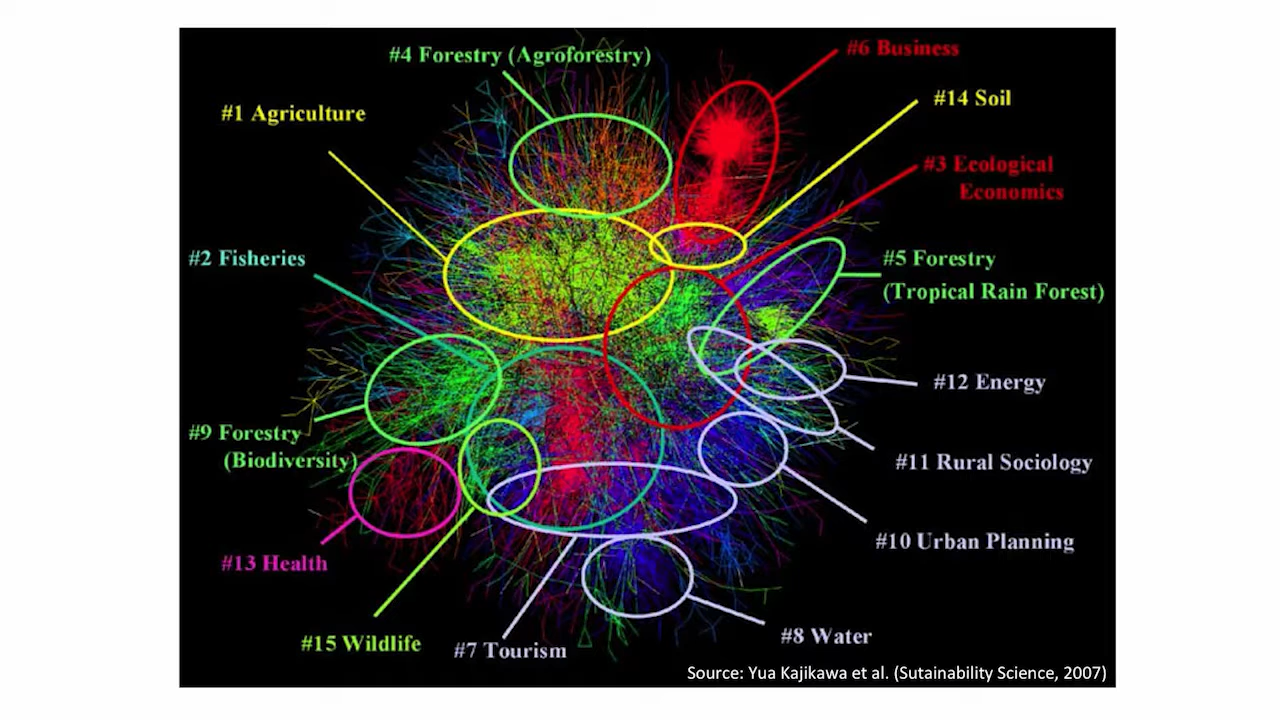 #4 Forestry (Agroforestry)
#6 Business
#1 Agriculture
#14 Soil
#3 Ecological
Economics
#2 Fisheries
#5 Forestry
(Tropical Rain Forest)
#12 Energy
#9 Forestry
(Biodiversity)
#11 Rural Sociology
#10 Urban Planning
#13 Health
#15 Wildlife
#7 Tourism
#8 Water
Source: Yua Kajikawa et al. (Sutainability Science, 2007)